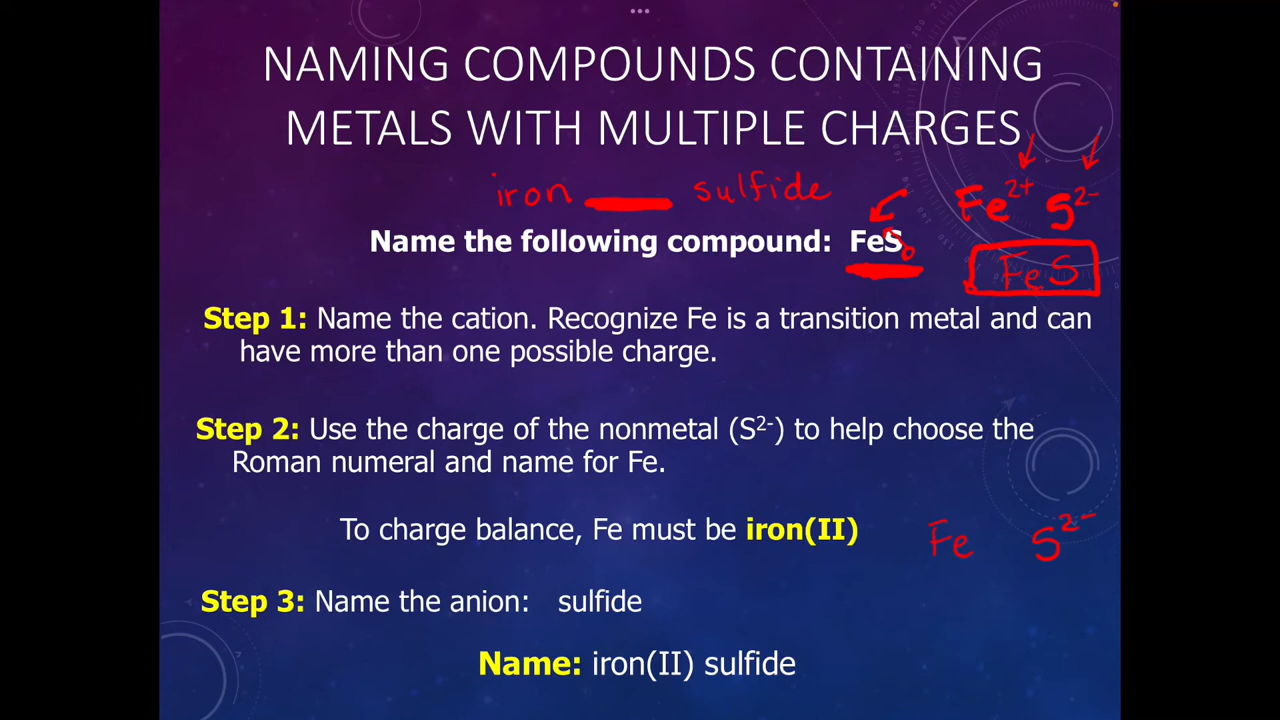 NAMING COMPOUNDS CONTAINING
METALS WITH MULTIPLE CHARGES
iron ____ sulfide
Fe²⁺ S²⁻
Name the following compound: FeS
FeS
Step 1: Name the cation. Recognize Fe is a transition metal and can
have more than one possible charge.
Step 2: Use the charge of the nonmetal (S²⁻) to help choose the
Roman numeral and name for Fe.
To charge balance, Fe must be iron(II)
Fe S²⁻
Step 3: Name the anion: sulfide
Name: iron(II) sulfide